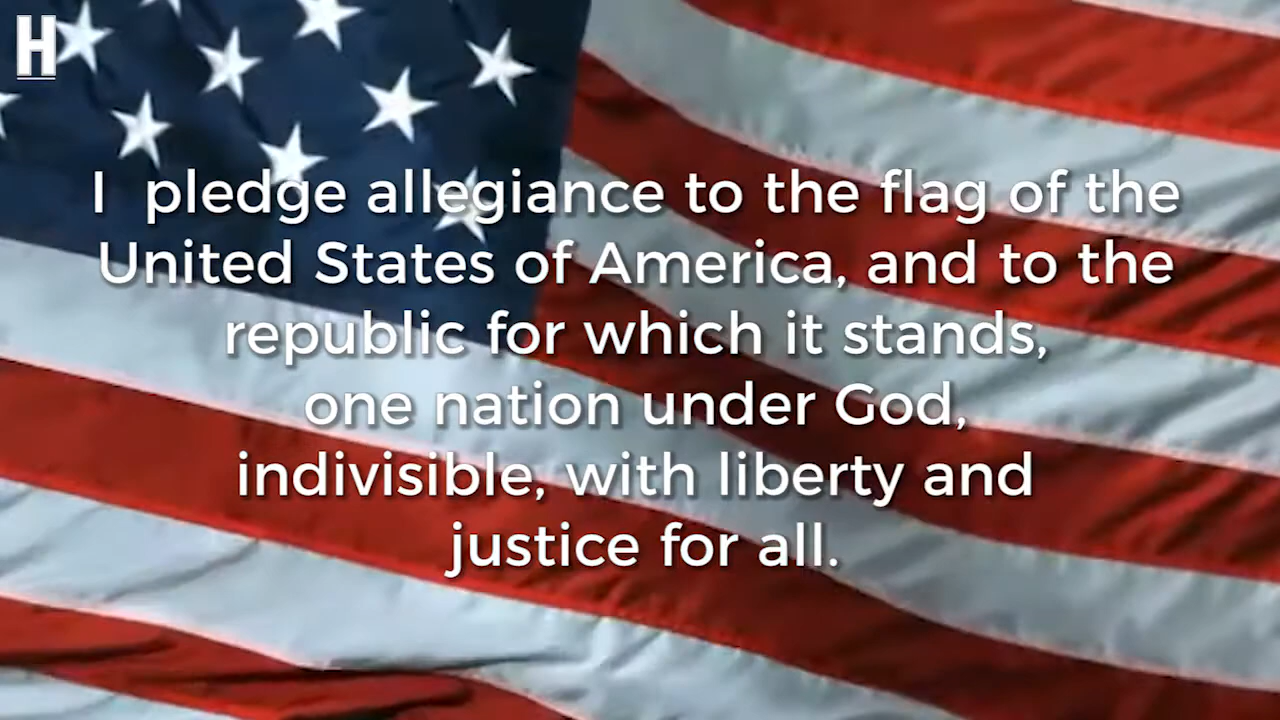 H
I pledge allegiance to the flag of the
United States of America, and to the
republic for which it stands,
one nation under God,
indivisible, with liberty and
justice for all.